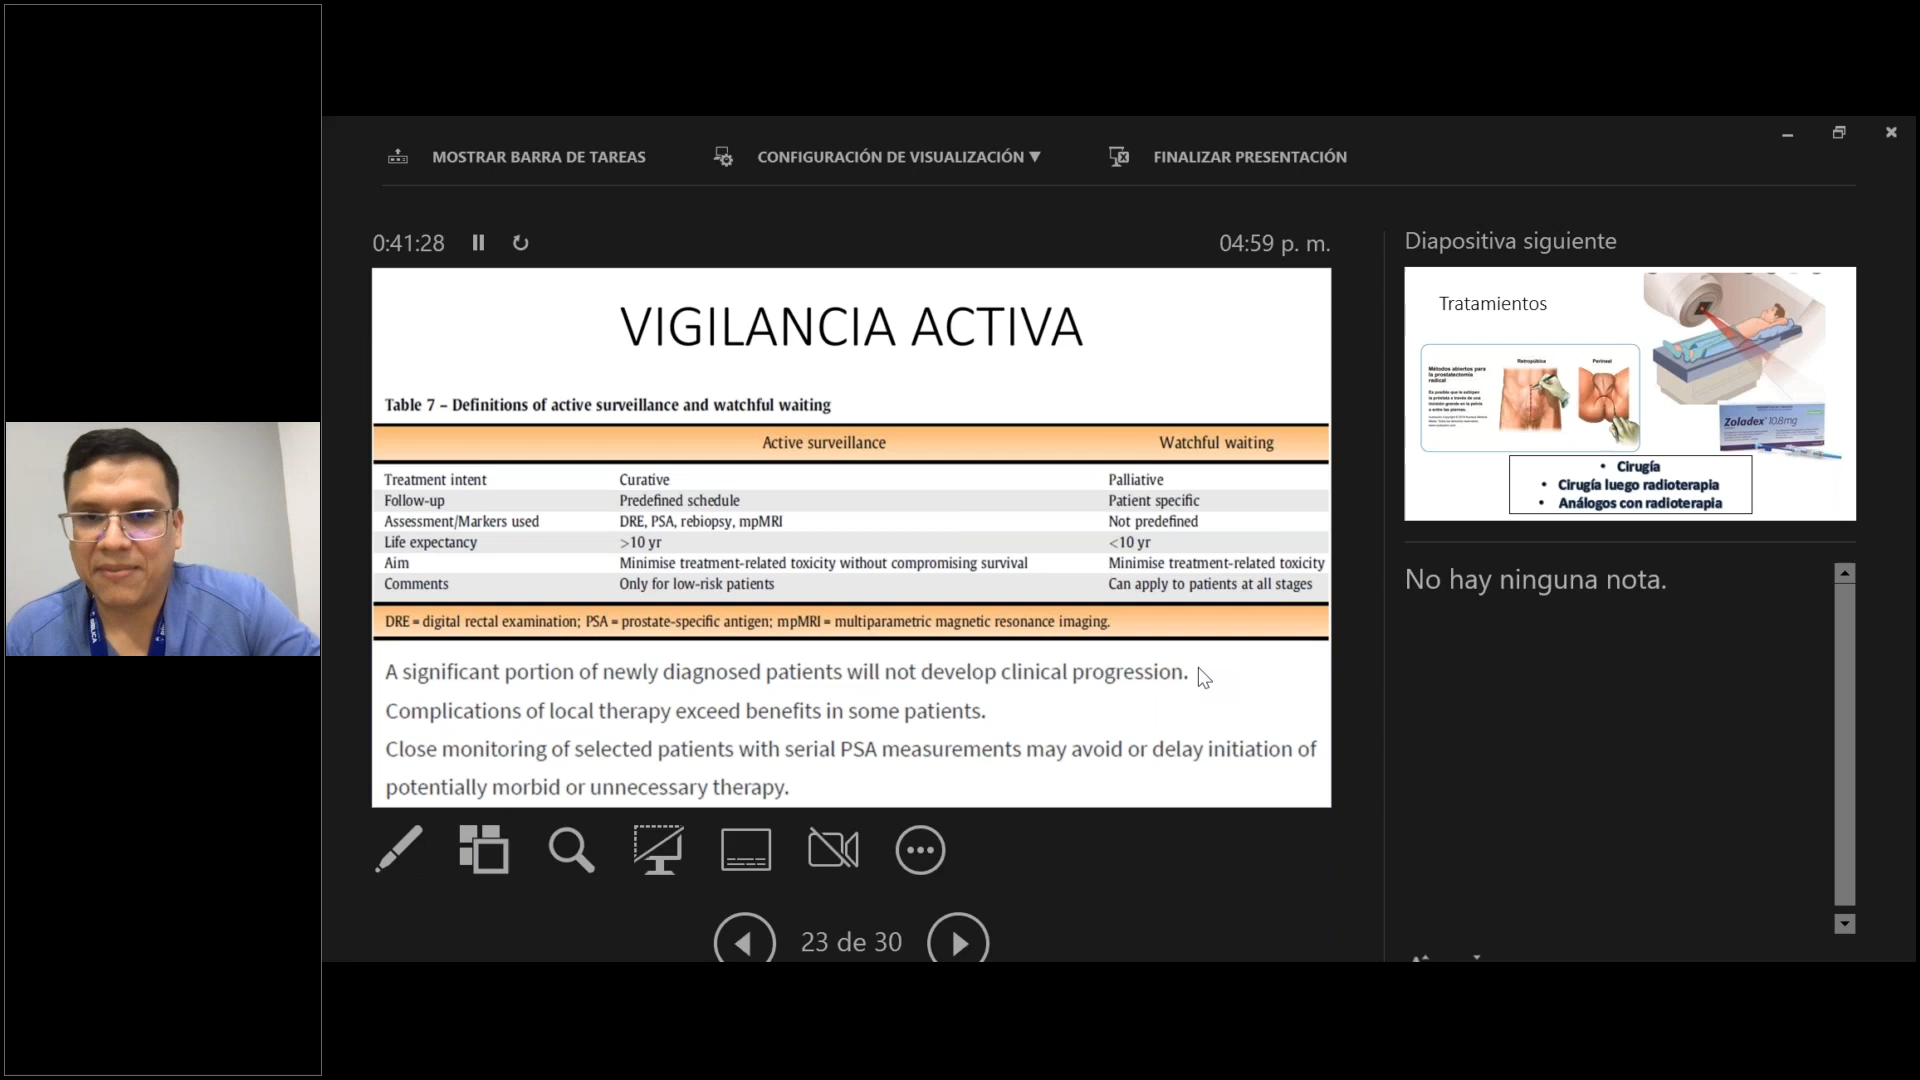 MOSTRAR BARRA DE TAREAS
CONFIGURACIÓN DE VISUALIZACIÓN ▼
FINALIZAR PRESENTACIÓN
0:41:28
04:59 p. m.
VIGILANCIA ACTIVA
Table 7 – Definitions of active surveillance and watchful waiting
Active surveillance Watchful waiting
Treatment intent Curative Palliative
Follow-up Predefined schedule Patient specific
Assessment/Markers used DRE, PSA, rebiopsy, mpMRI Not predefined
Life expectancy >10 yr <10 yr
Aim Minimise treatment-related toxicity without compromising survival Minimise treatment-related toxicity
Comments Only for low-risk patients Can apply to patients at all stages
DRE = digital rectal examination; PSA = prostate-specific antigen; mpMRI = multiparametric magnetic resonance imaging.
A significant portion of newly diagnosed patients will not develop clinical progression.
Complications of local therapy exceed benefits in some patients.
Close monitoring of selected patients with serial PSA measurements may avoid or delay initiation of
potentially morbid or unnecessary therapy.
23 de 30
Diapositiva siguiente
Tratamientos
Métodos abiertos para
la prostatectomía
radical
Retropúbica
Perineal
Zoladex 10.8mg
• Cirugía
• Cirugía luego radioterapia
• Análogos con radioterapia
No hay ninguna nota.